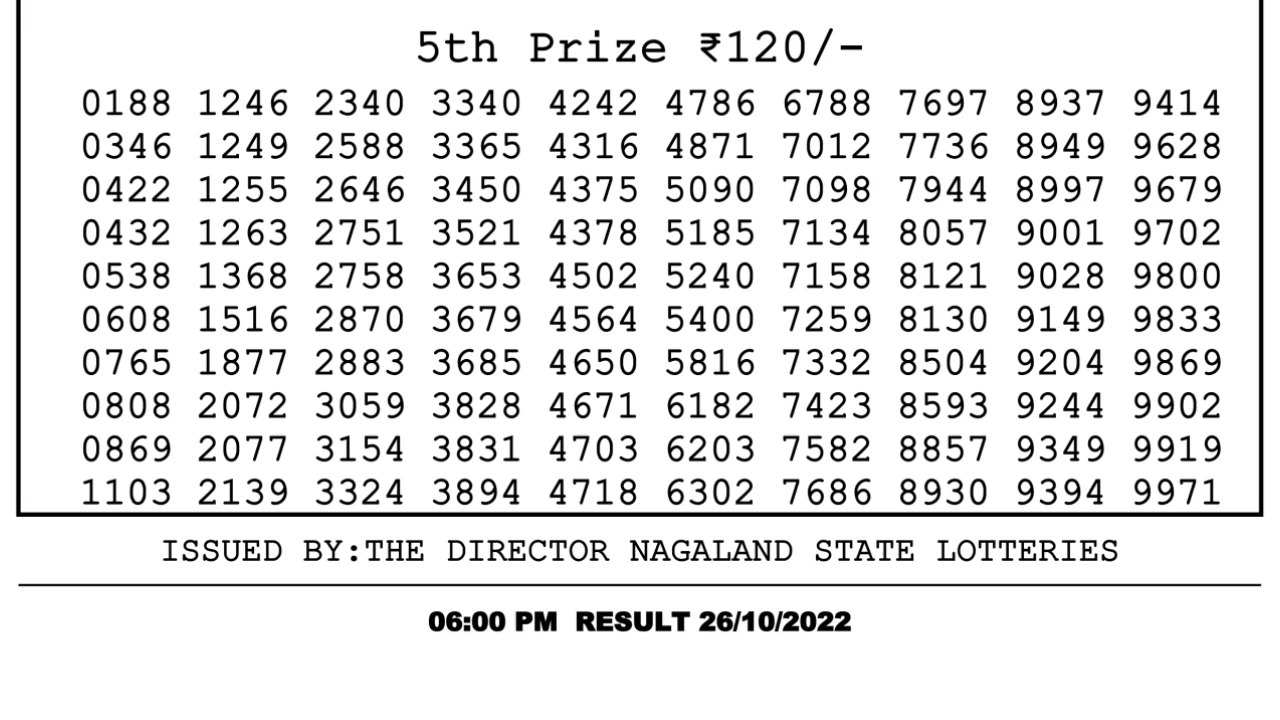 5th Prize ₹120/-
0188 1246 2340 3340 4242 4786 6788 7697 8937 9414
0346 1249 2588 3365 4316 4871 7012 7736 8949 9628
0422 1255 2646 3450 4375 5090 7098 7944 8997 9679
0432 1263 2751 3521 4378 5185 7134 8057 9001 9702
0538 1368 2758 3653 4502 5240 7158 8121 9028 9800
0608 1516 2870 3679 4564 5400 7259 8130 9149 9833
0765 1877 2883 3685 4650 5816 7332 8504 9204 9869
0808 2072 3059 3828 4671 6182 7423 8593 9244 9902
0869 2077 3154 3831 4703 6203 7582 8857 9349 9919
1103 2139 3324 3894 4718 6302 7686 8930 9394 9971
ISSUED BY:THE DIRECTOR NAGALAND STATE LOTTERIES
06:00 PM RESULT 26/10/2022